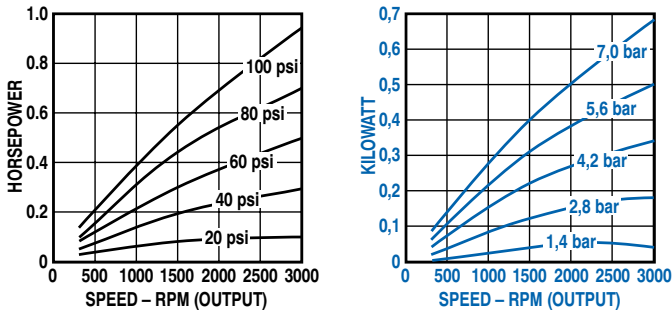 1.0
0.8
0.6
0.4
0.2
0
HORSEPOWER
100 psi
80 psi
60 psi
40 psi
20 psi
0 500 1000 1500 2000 2500 3000
SPEED – RPM (OUTPUT)
0,7
0,6
0,5
0,4
0,3
0,2
0,1
0
KILOWATT
7,0 bar
5,6 bar
4,2 bar
2,8 bar
1,4 bar
0 500 1000 1500 2000 2500 3000
SPEED – RPM (OUTPUT)